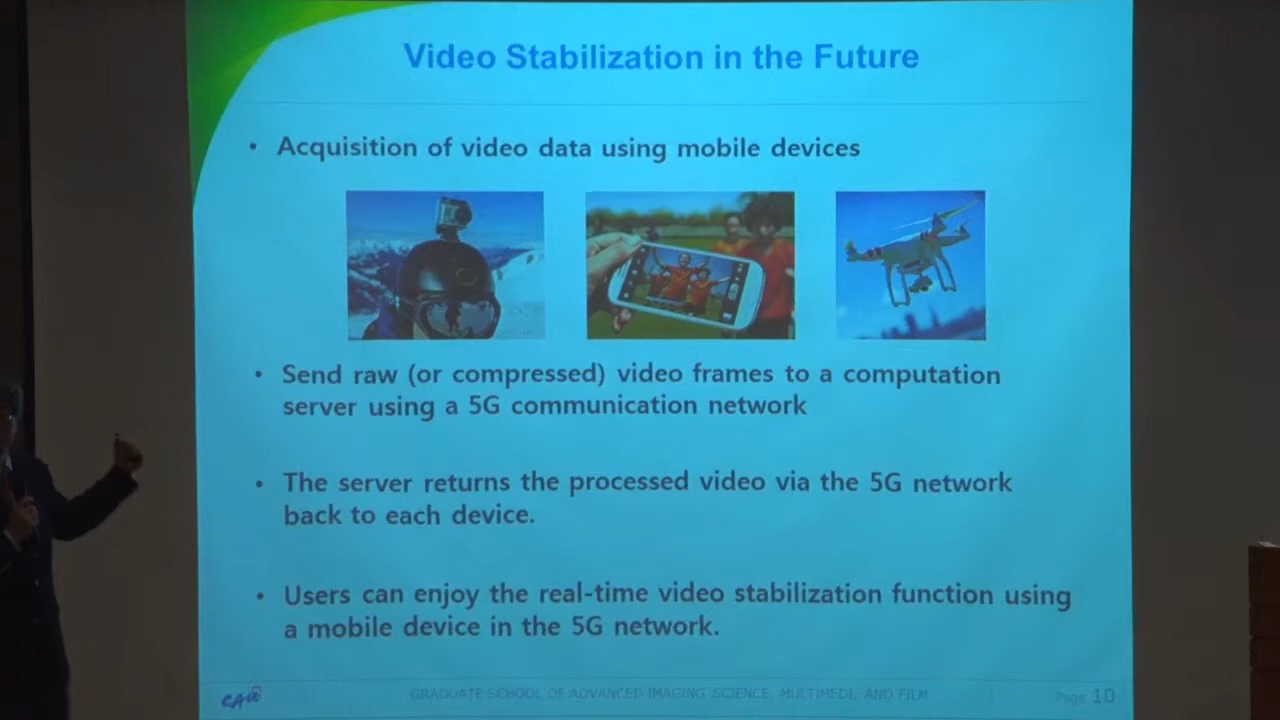 Video Stabilization in the Future
• Acquisition of video data using mobile devices
• Send raw (or compressed) video frames to a computation
server using a 5G communication network
• The server returns the processed video via the 5G network
back to each device.
• Users can enjoy the real-time video stabilization function using
a mobile device in the 5G network.
CAU
GRADUATE SCHOOL OF ADVANCED IMAGING SCIENCE, MULTIMEDI, AND FILM
Page 10